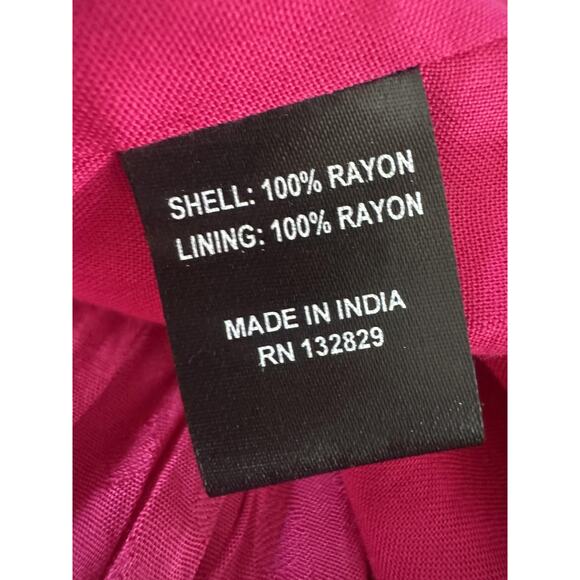 SHELL: 100% RAYON
LINING: 100% RAYON
MADE IN INDIA
RN 132829